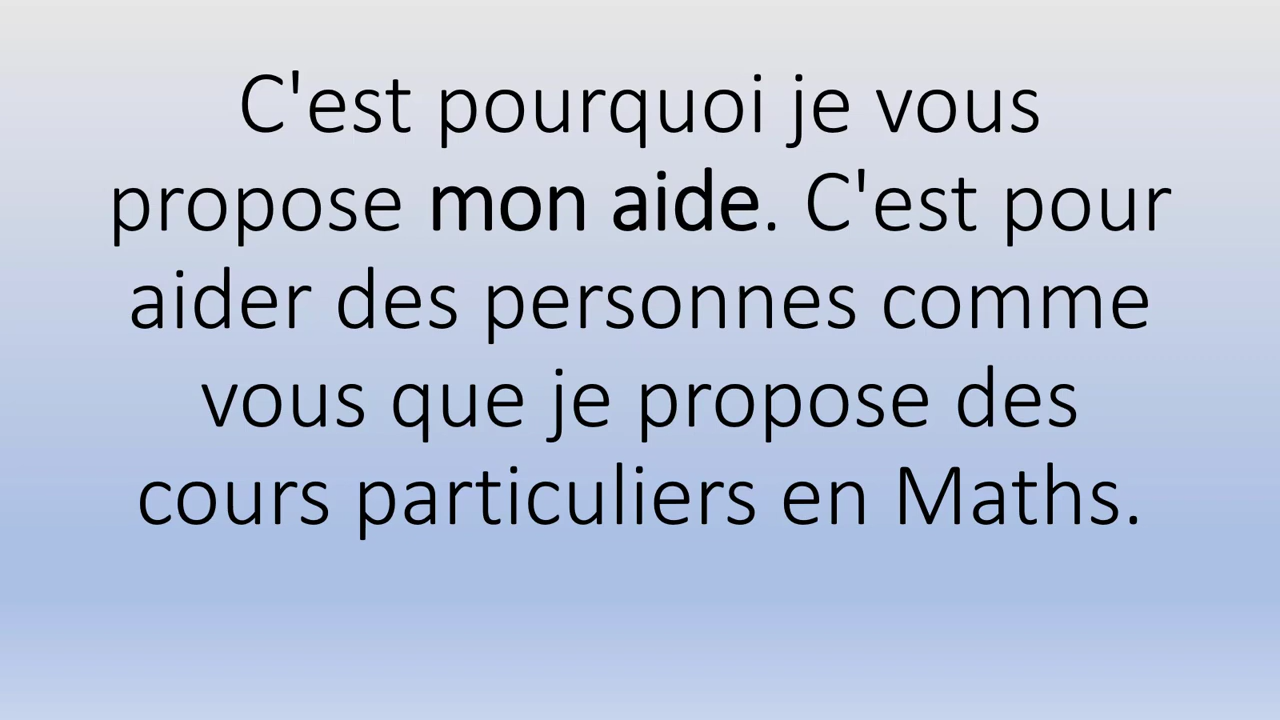 C'est pourquoi je vous
propose mon aide. C'est pour
aider des personnes comme
vous que je propose des
cours particuliers en Maths.